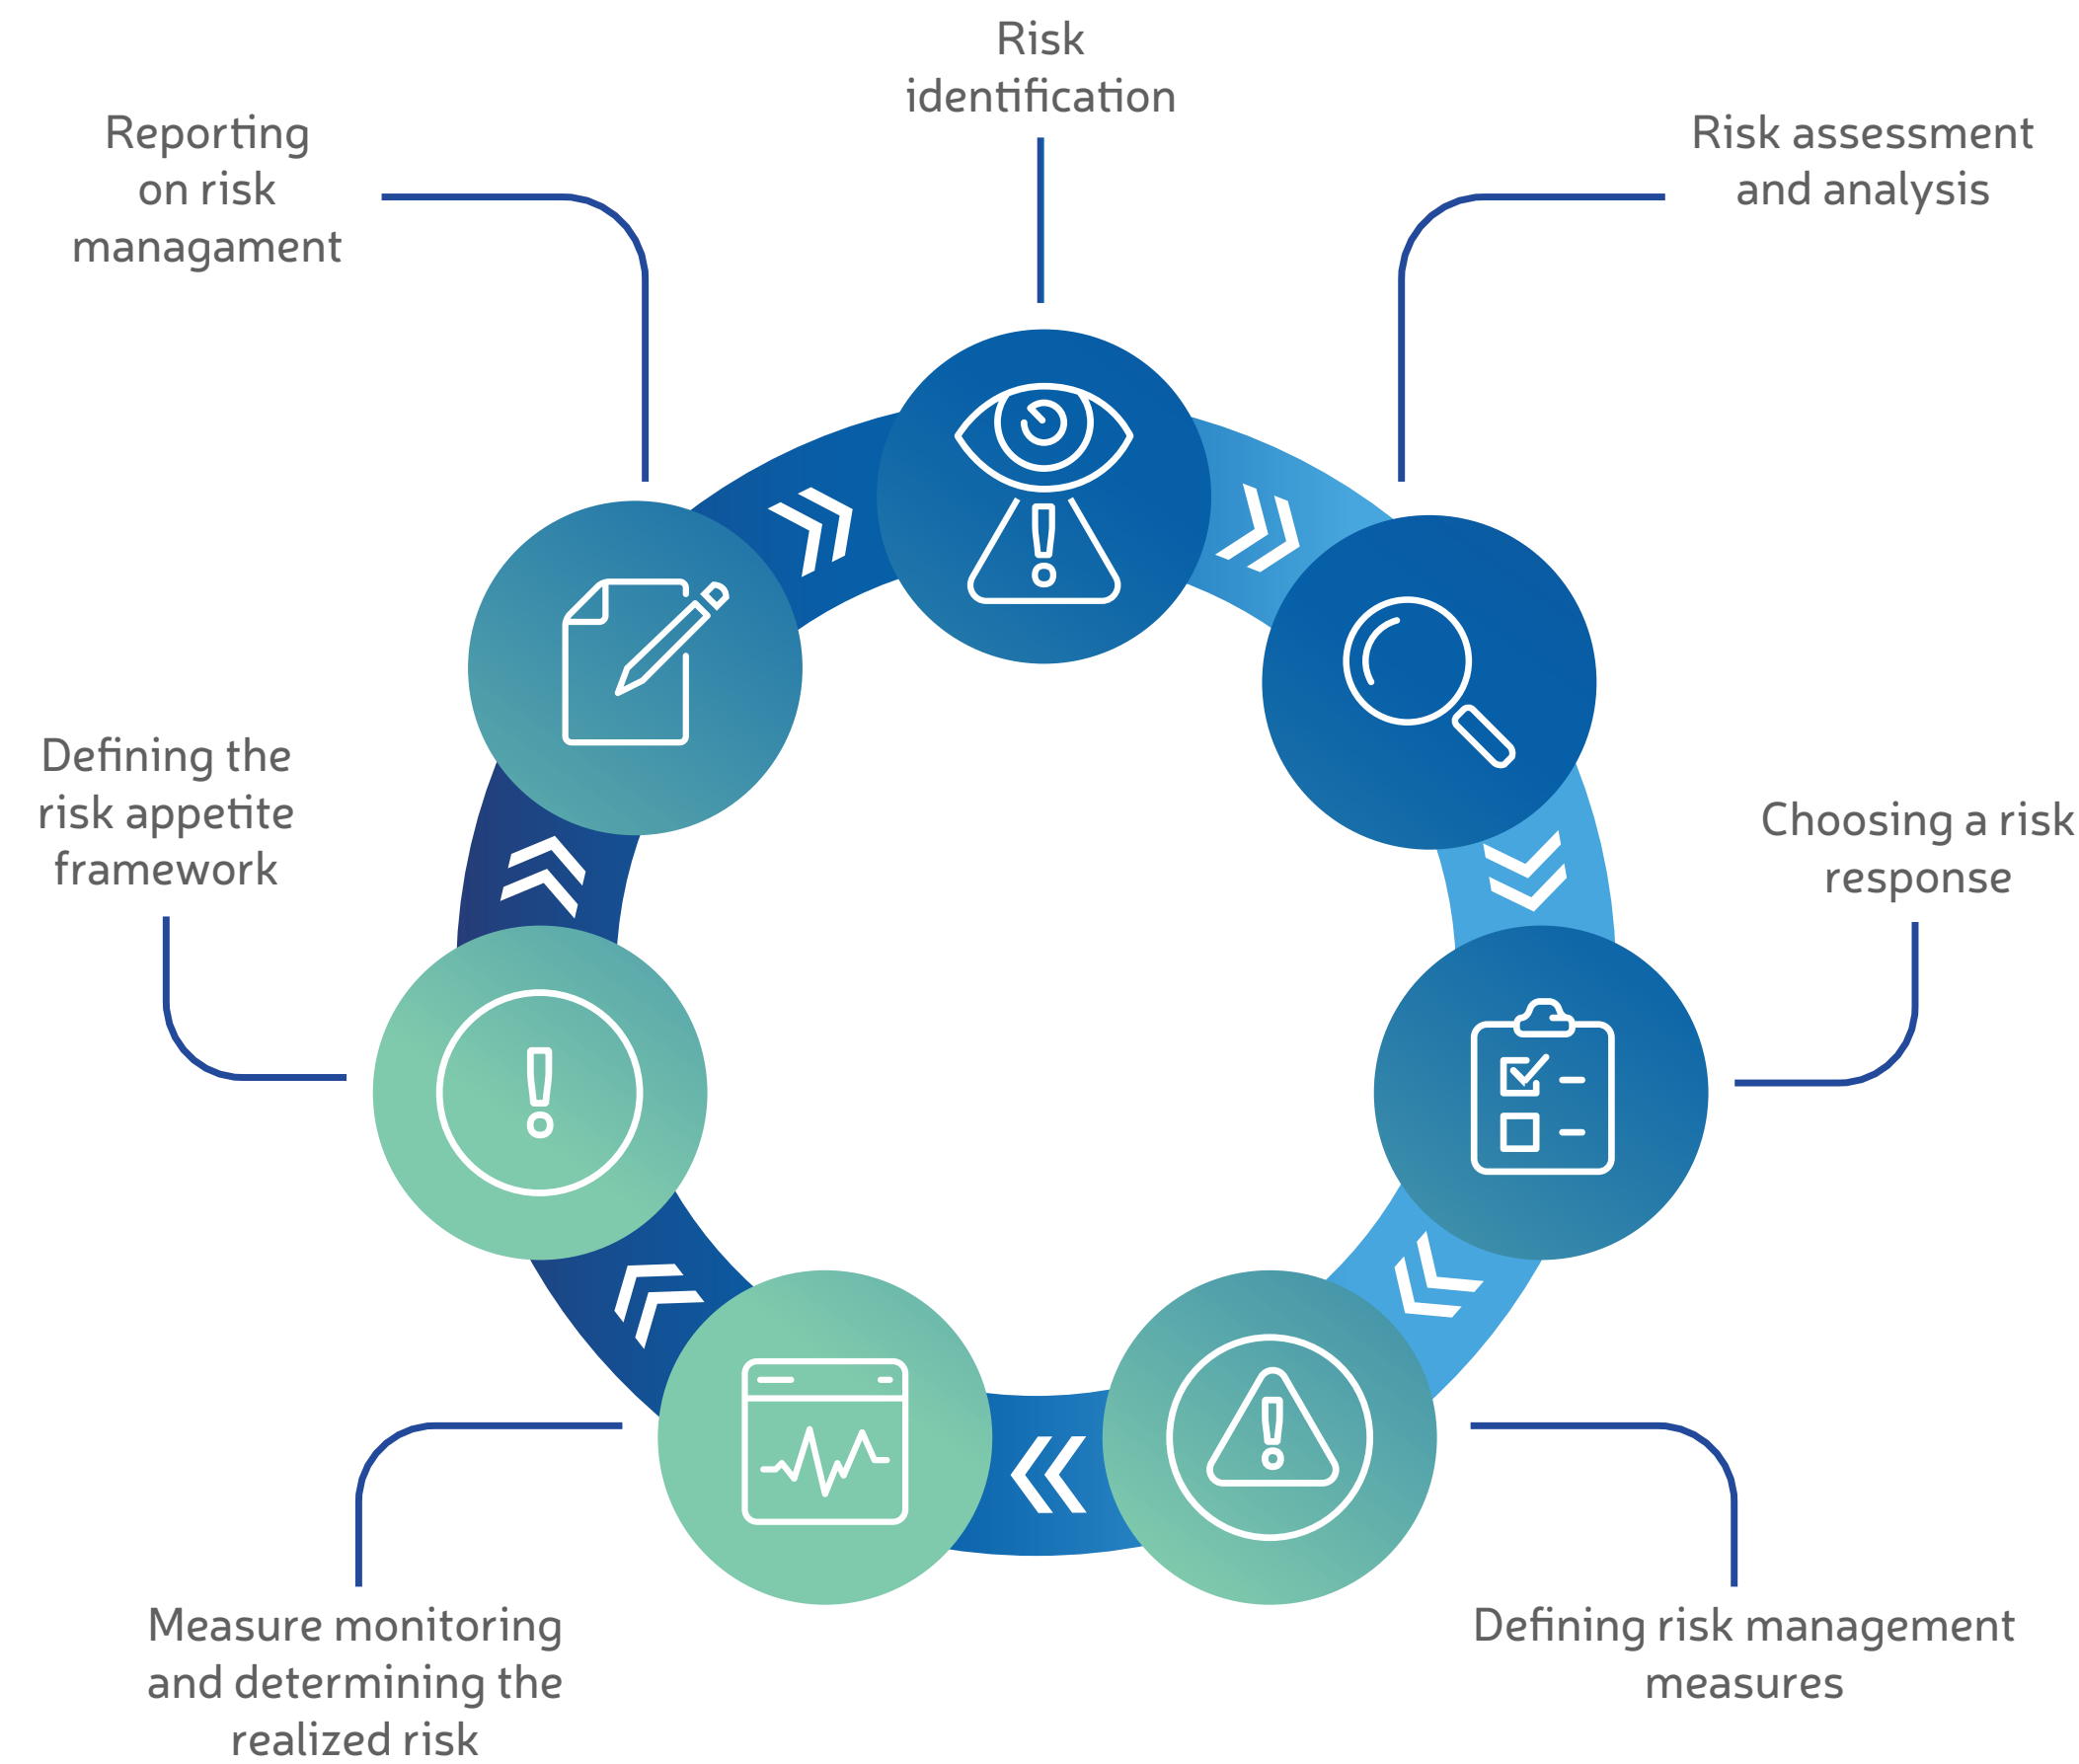 Risk
identification
Risk assessment
and analysis
Choosing a risk
response
Defining risk management
measures
Measure monitoring
and determining the
realized risk
Defining the
risk appetite
framework
Reporting
on risk
managament